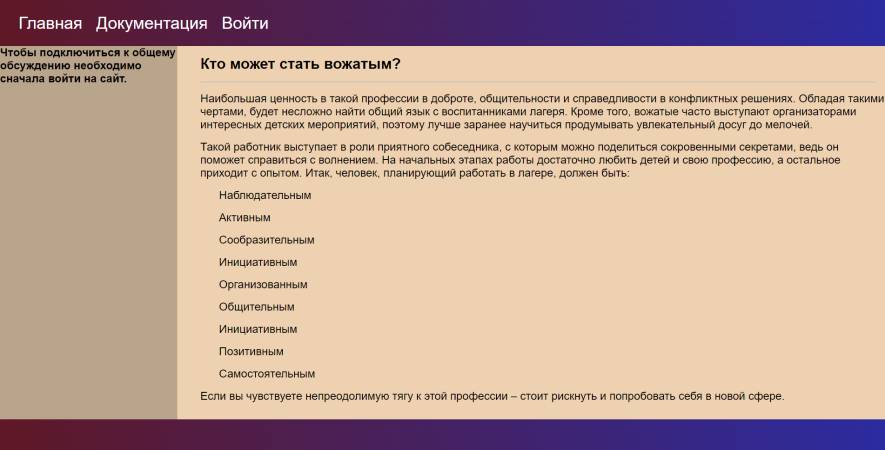 Главная Документация Войти
Чтобы подключиться к общему
обсуждению необходимо
сначала войти на сайт.
Кто может стать вожатым?
Наибольшая ценность в такой профессии в доброте, общительности и справедливости в конфликтных решениях. Обладая такими
чертами, будет несложно найти общий язык с воспитанниками лагеря. Кроме того, вожатые часто выступают организаторами
интересных детских мероприятий, поэтому лучше заранее научиться продумывать увлекательный досуг до мелочей.
Такой работник выступает в роли приятного собеседника, с которым можно поделиться сокровенными секретами, ведь он
поможет справиться с волнением. На начальных этапах работы достаточно любить детей и свою профессию, а остальное
приходит с опытом. Итак, человек, планирующий работать в лагере, должен быть:
Наблюдательным
Активным
Сообразительным
Инициативным
Организованным
Общительным
Инициативным
Позитивным
Самостоятельным
Если вы чувствуете непреодолимую тягу к этой профессии – стоит рискнуть и попробовать себя в новой сфере.